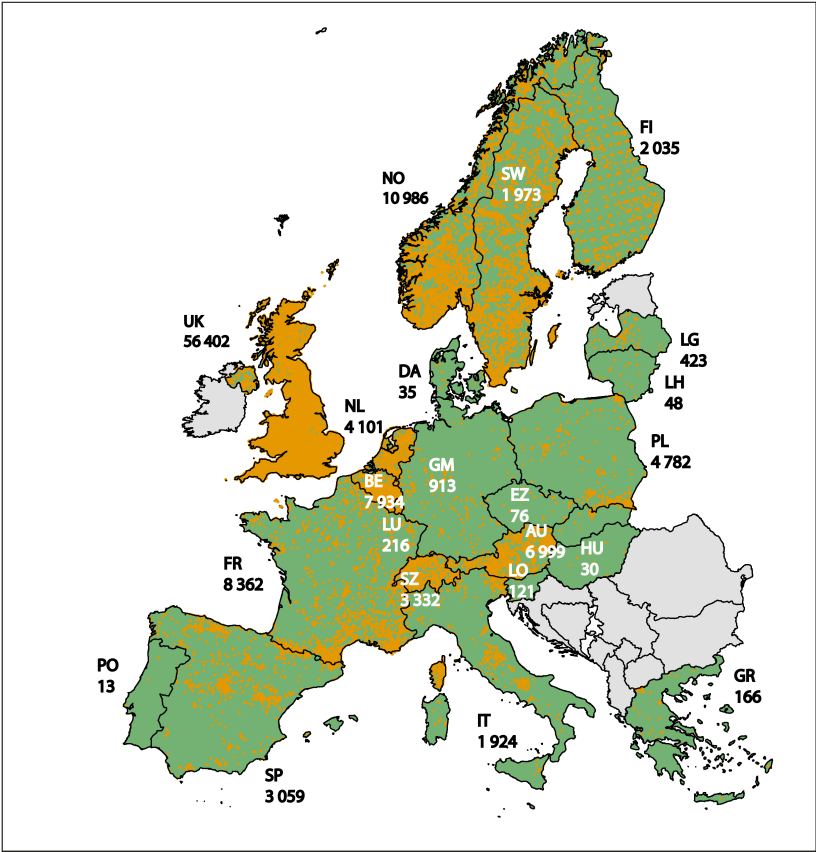 FI
2 035
SW
1 973
NO
10 986
UK
56 402
LG
423
DA
35
LH
48
NL
4 101
PL
4 782
GM
913
BE
7 934
EZ
76
LU
216
AU
6 999
HU
30
FR
8 362
LO
121
SZ
3 332
PO
13
GR
166
IT
1 924
SP
3 059